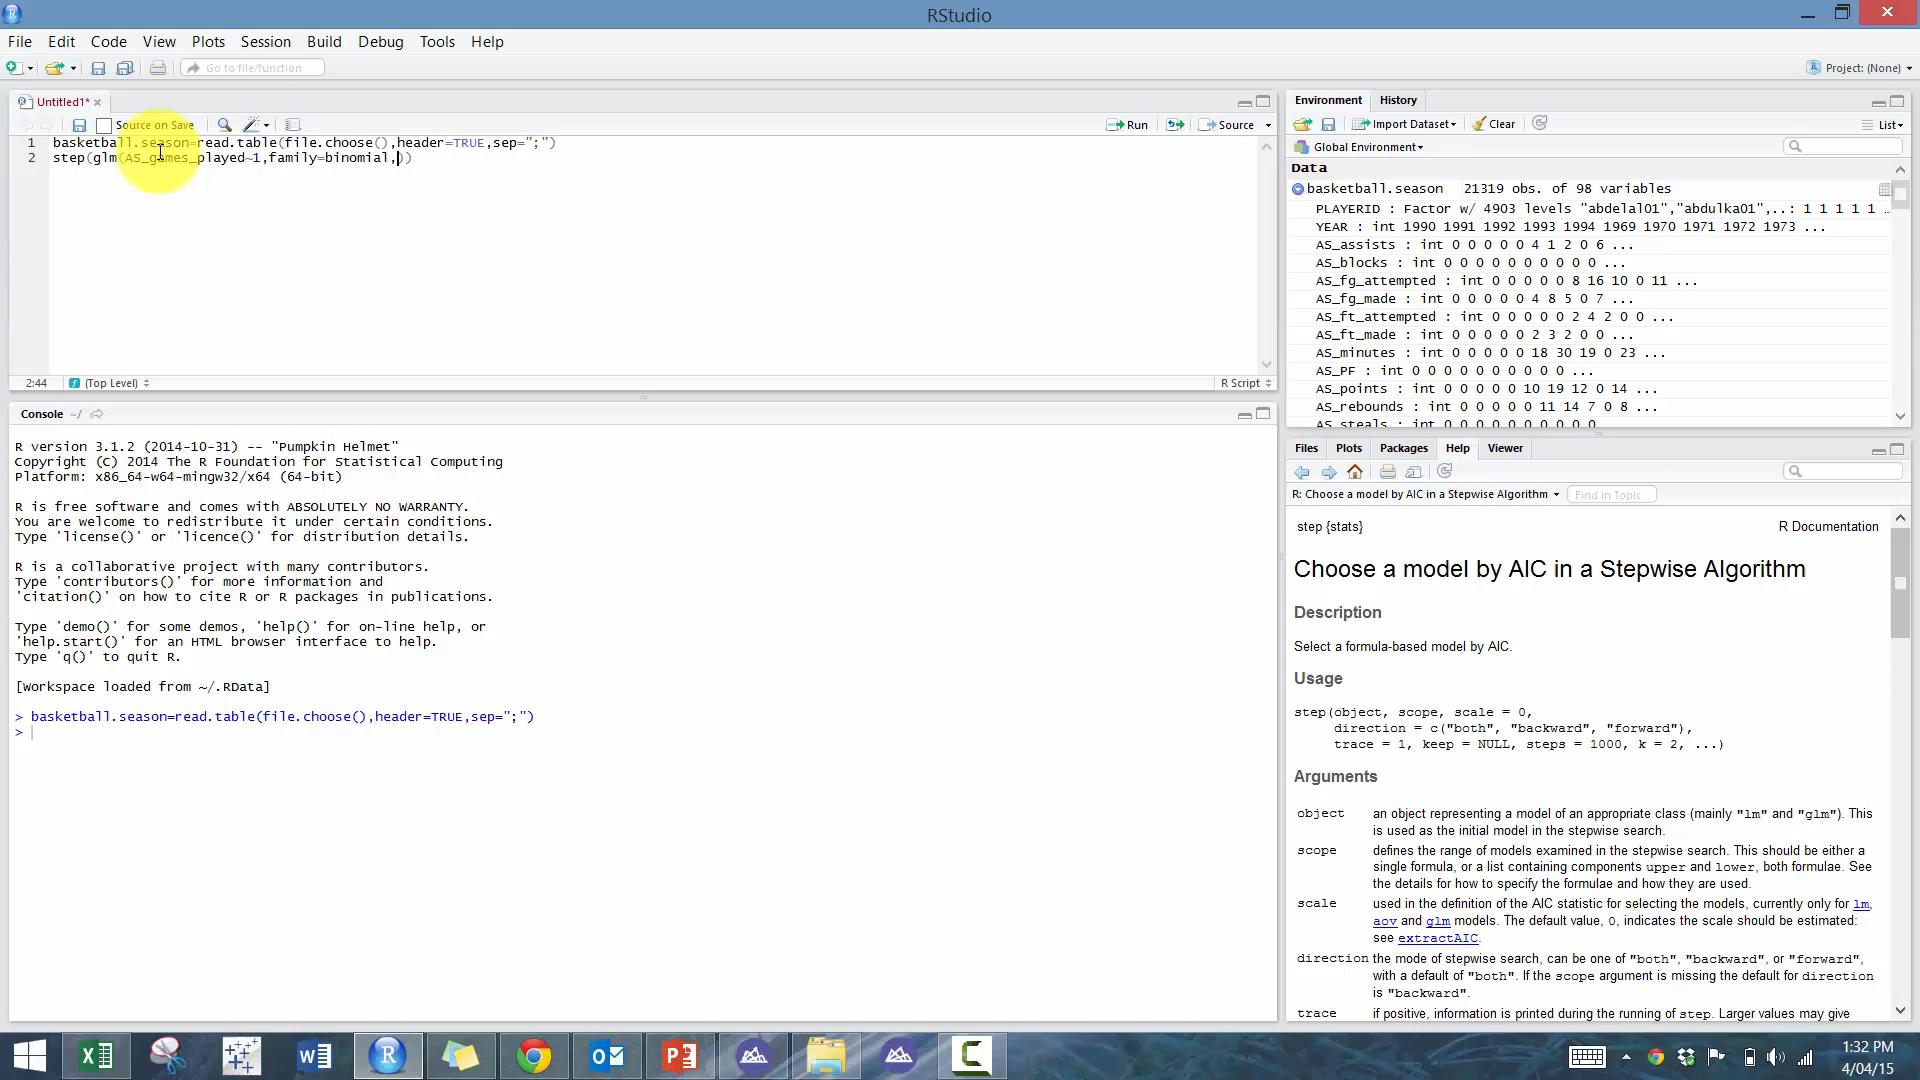 RStudio
File Edit Code View Plots Session Build Debug Tools Help
Go to file/function
Project: (None)
Untitled1*
Source on Save
Run
Source
1 basketball.season=read.table(file.choose(),header=TRUE,sep=";")
2 step(glm(AS_games_played~1,family=binomial,))
2:44
(Top Level)
R Script
Console ~/
R version 3.1.2 (2014-10-31) -- "Pumpkin Helmet"
Copyright (C) 2014 The R Foundation for Statistical Computing
Platform: x86_64-w64-mingw32/x64 (64-bit)
R is free software and comes with ABSOLUTELY NO WARRANTY.
You are welcome to redistribute it under certain conditions.
Type 'license()' or 'licence()' for distribution details.
R is a collaborative project with many contributors.
Type 'contributors()' for more information and
'citation()' on how to cite R or R packages in publications.
Type 'demo()' for some demos, 'help()' for on-line help, or
'help.start()' for an HTML browser interface to help.
Type 'q()' to quit R.
[Workspace loaded from ~/.RData]
> basketball.season=read.table(file.choose(),header=TRUE,sep=";")
>
Environment History
Import Dataset Clear List
Global Environment
Data
basketball.season 21319 obs. of 98 variables
PLAYERID : Factor w/ 4903 levels "abdelal01","abdulka01",..: 1 1 1 1 1 ...
YEAR : int 1990 1991 1992 1993 1994 1969 1970 1971 1972 1973 ...
AS_assists : int 0 0 0 0 0 4 1 2 0 6 ...
AS_blocks : int 0 0 0 0 0 0 0 0 0 0 ...
AS_fg_attempted : int 0 0 0 0 0 8 16 10 0 11 ...
AS_fg_made : int 0 0 0 0 0 4 8 5 0 7 ...
AS_ft_attempted : int 0 0 0 0 0 2 4 2 0 0 ...
AS_ft_made : int 0 0 0 0 0 2 3 2 0 0 ...
AS_minutes : int 0 0 0 0 0 18 30 19 0 23 ...
AS_PF : int 0 0 0 0 0 0 0 0 0 0 ...
AS_points : int 0 0 0 0 0 10 19 12 0 14 ...
AS_rebounds : int 0 0 0 0 0 11 14 7 0 8 ...
AS_steals : int 0 0 0 0 0 0 0 0 0 0
Files Plots Packages Help Viewer
R: Choose a model by AIC in a Stepwise Algorithm
Find in Topic
step {stats}
R Documentation
Choose a model by AIC in a Stepwise Algorithm
Description
Select a formula-based model by AIC.
Usage
step(object, scope, scale = 0,
direction = c("both", "backward", "forward"),
trace = 1, keep = NULL, steps = 1000, k = 2, ...)
Arguments
object an object representing a model of an appropriate class (mainly "lm" and "glm"). This
is used as the initial model in the stepwise search.
scope defines the range of models examined in the stepwise search. This should be either a
single formula, or a list containing components upper and lower, both formulae. See
the details for how to specify the formulae and how they are used.
scale used in the definition of the AIC statistic for selecting the models, currently only for lm,
aov and glm models. The default value, 0, indicates the scale should be estimated:
see extractAIC.
direction the mode of stepwise search, can be one of "both", "backward", or "forward",
with a default of "both". If the scope argument is missing the default for direction
is "backward".
trace if positive, information is printed during the running of step. Larger values may give
1:32 PM
4/04/15